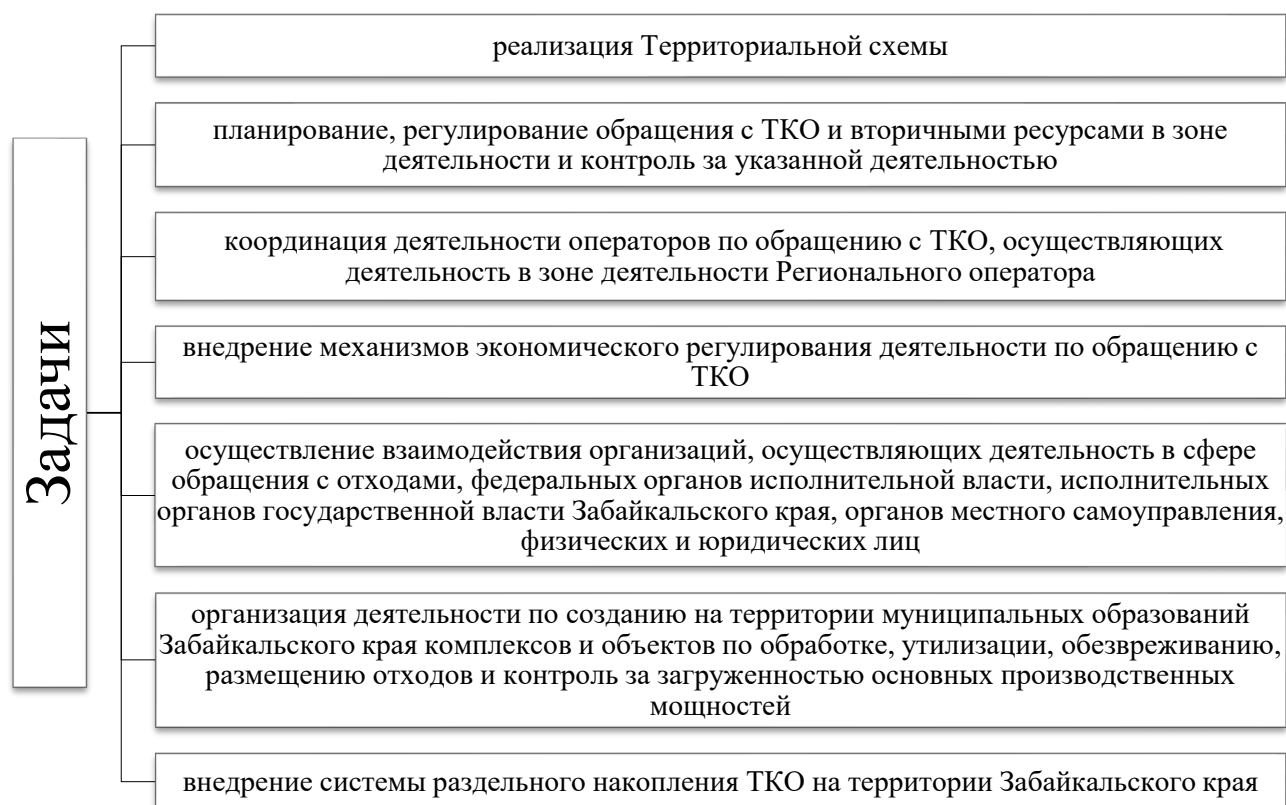 Задачи
реализация Территориальной схемы
планирование, регулирование обращения с ТКО и вторичными ресурсами в зоне
деятельности и контроль за указанной деятельностью
координация деятельности операторов по обращению с ТКО, осуществляющих
деятельность в зоне деятельности Регионального оператора
внедрение механизмов экономического регулирования деятельности по обращению с
ТКО
осуществление взаимодействия организаций, осуществляющих деятельность в сфере
обращения с отходами, федеральных органов исполнительной власти, исполнительных
органов государственной власти Забайкальского края, органов местного самоуправления,
физических и юридических лиц
организация деятельности по созданию на территории муниципальных образований
Забайкальского края комплексов и объектов по обработке, утилизации, обезвреживанию,
размещению отходов и контроль за загруженностью основных производственных
мощностей
внедрение системы раздельного накопления ТКО на территории Забайкальского края